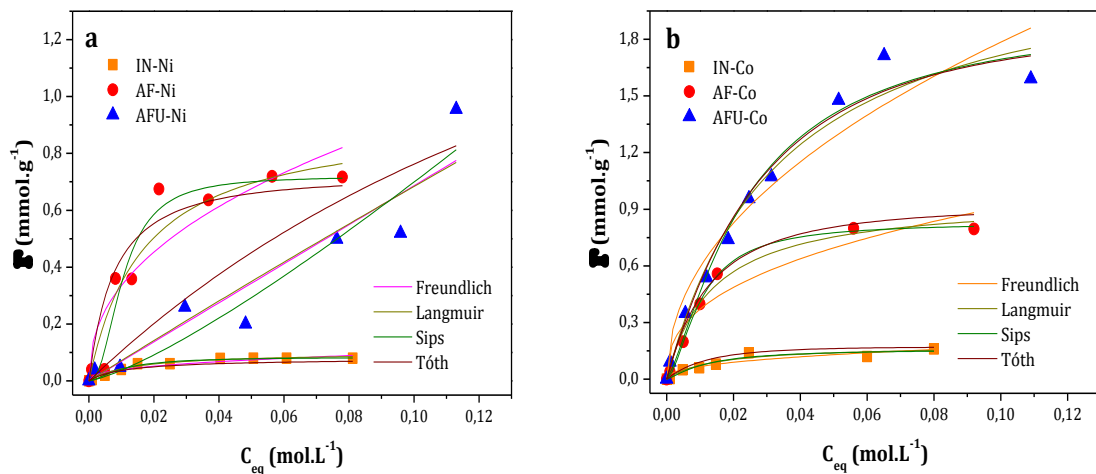 a
IN-Ni
AF-Ni
AFU-Ni
Γ (mmol.g⁻¹)
1,2
1,0
0,8
0,6
0,4
0,2
0,0
Freundlich
Langmuir
Sips
Tóth
0,00 0,02 0,04 0,06 0,08 0,10 0,12
C_eq (mol.L⁻¹)
b
IN-Co
AF-Co
AFU-Co
Γ (mmol.g⁻¹)
1,8
1,5
1,2
0,9
0,6
0,3
0,0
Freundlich
Langmuir
Sips
Tóth
0,00 0,02 0,04 0,06 0,08 0,10 0,12
C_eq (mol.L⁻¹)